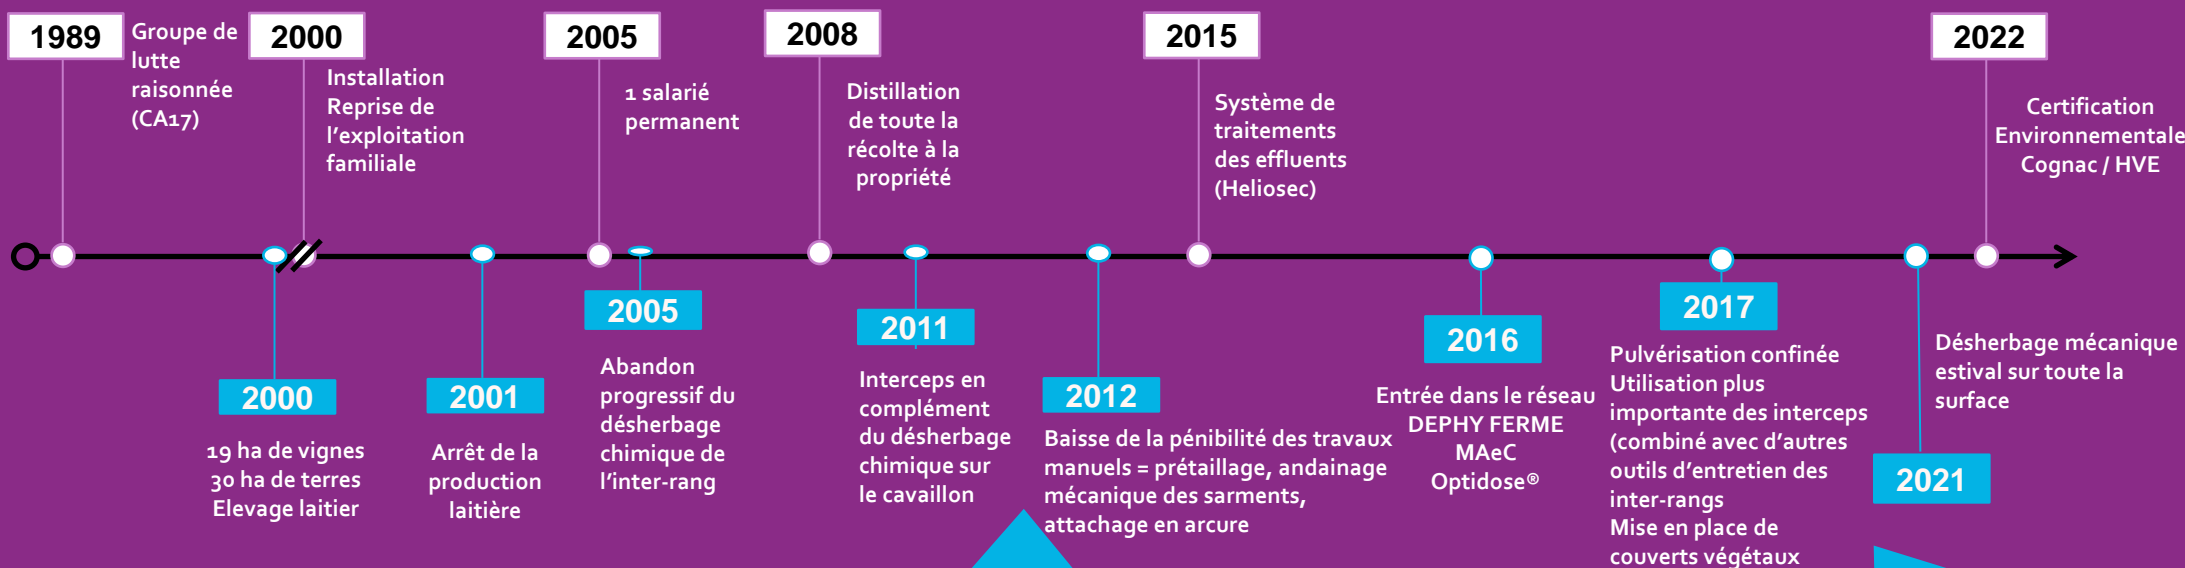 1989
Groupe de
lutte
raisonnée
(CA17)
2000
Installation
Reprise de
l'exploitation
familiale
2005
1 salarié
permanent
2008
Distillation
de toute la
récolte à la
propriété
2015
Système de
traitements
des effluents
(Heliosec)
2022
Certification
Environnementale
Cognac / HVE
2000
19 ha de vignes
30 ha de terres
Elevage laitier
2001
Arrêt de la
production
laitière
2005
Abandon
progressif du
désherbage
chimique de
l'inter-rang
2011
Interceps en
complément
du désherbage
chimique sur
le cavaillon
2012
Baisse de la pénibilité des travaux
manuels = prétaillage, andainage
mécanique des sarments,
attachage en arcure
2016
Entrée dans le réseau
DEPHY FERME
MAeC
Optidose®
2017
Pulvérisation confinée
Utilisation plus
importante des interceps
(combiné avec d'autres
outils d'entretien des
inter-rangs
Mise en place de
couverts végétaux
Désherbage mécanique
estival sur toute la
surface
2021